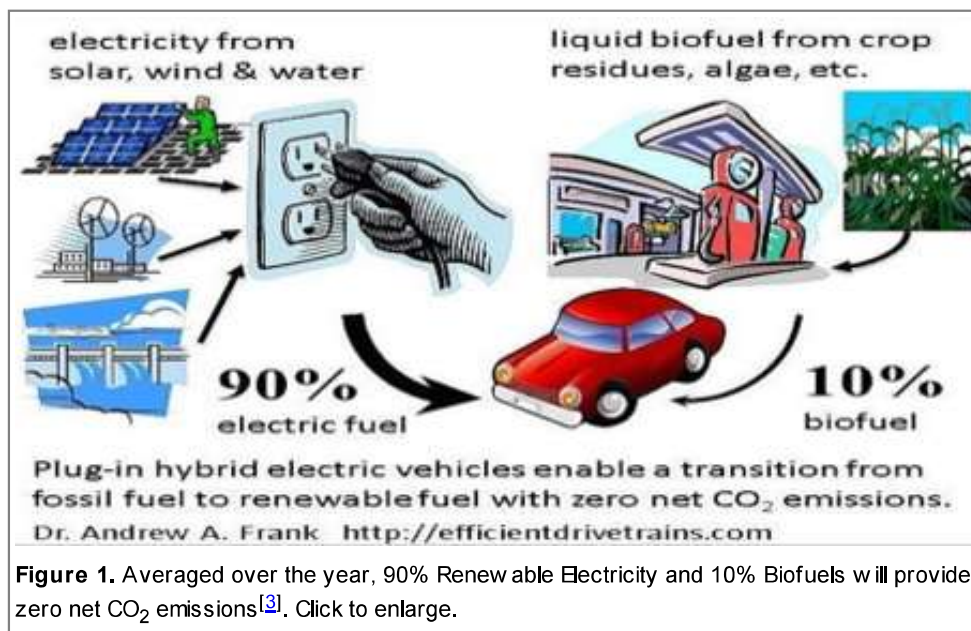 electricity from
solar, wind & water
liquid biofuel from crop
residues, algae, etc.
90%
electric fuel
10%
biofuel
Plug-in hybrid electric vehicles enable a transition from
fossil fuel to renewable fuel with zero net CO₂ emissions.
Dr. Andrew A. Frank http://efficientdrivetrains.com
Figure 1. Averaged over the year, 90% Renewable Electricity and 10% Biofuels will provide
zero net CO₂ emissions[3]. Click to enlarge.